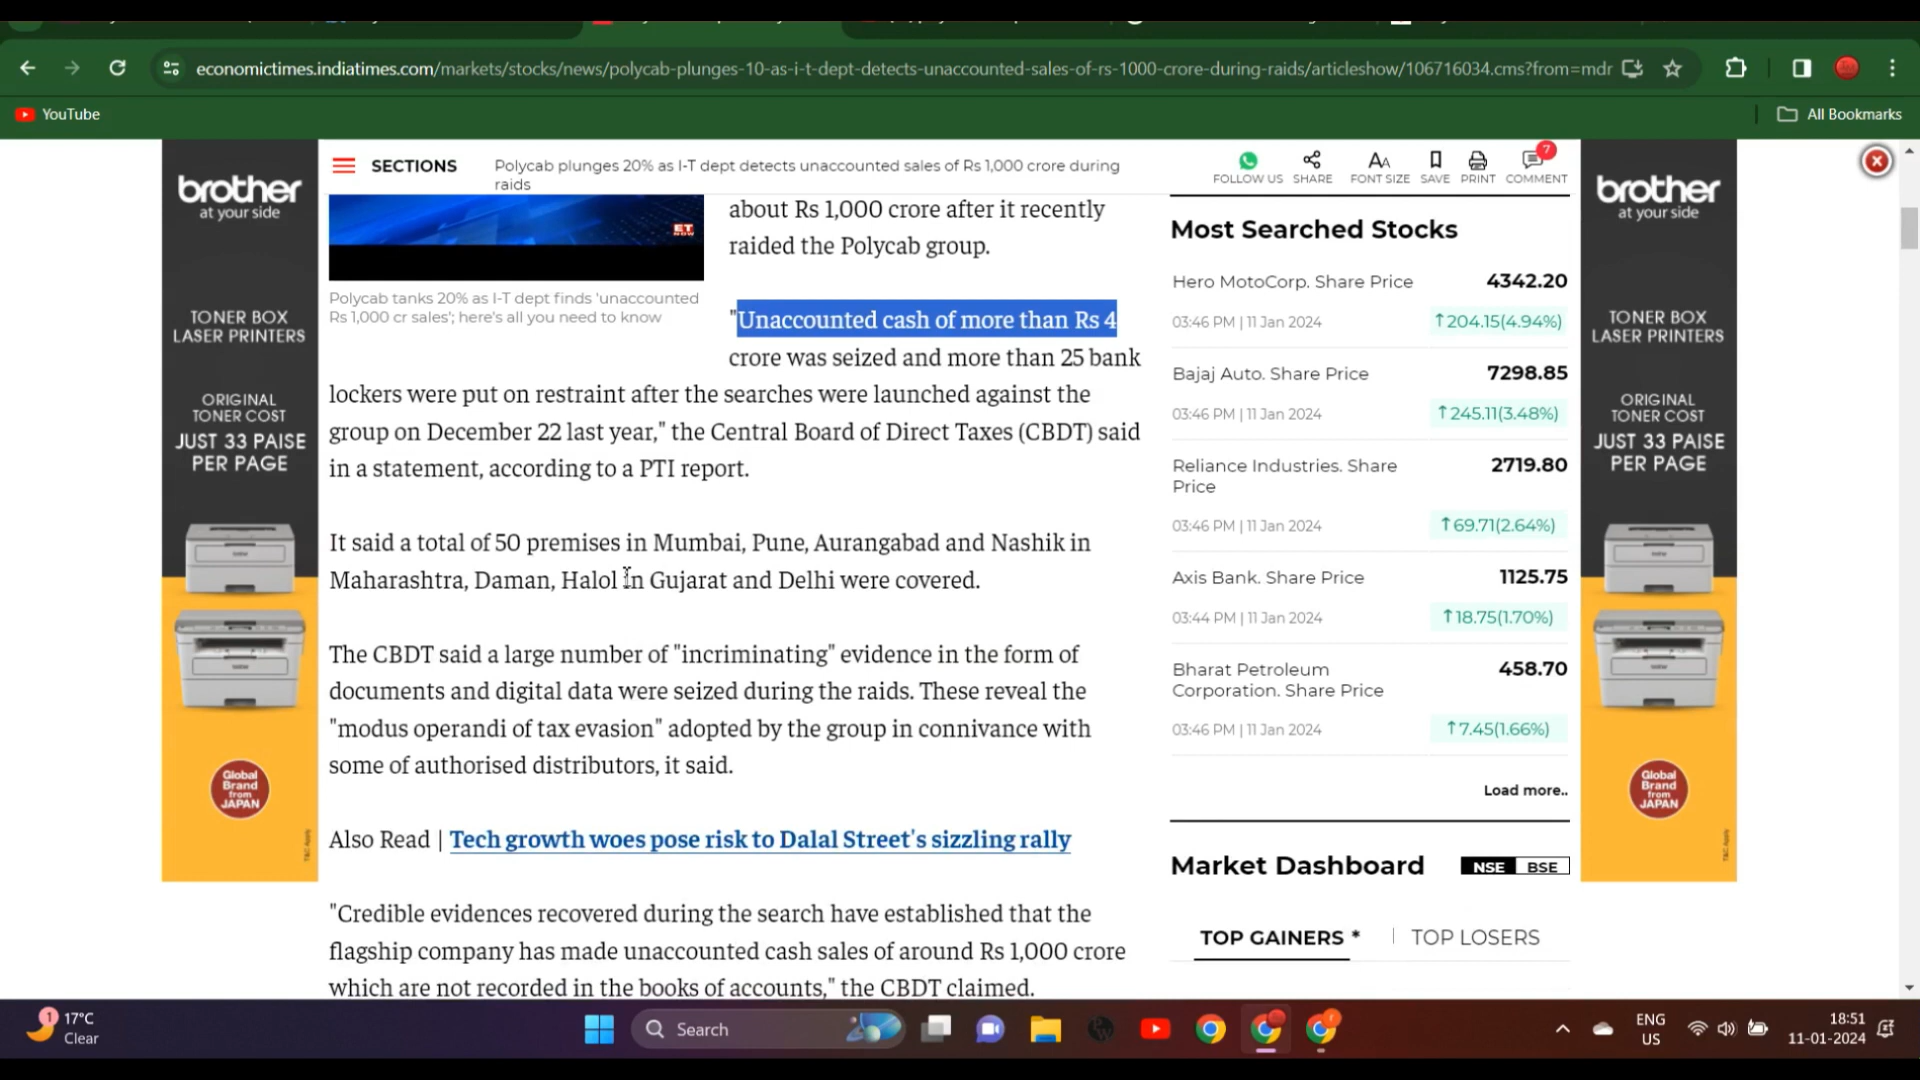 economictimes.indiatimes.com/markets/stocks/news/polycab-plunges-10-as-i-t-dept-detects-unaccounted-sales-of-rs-1000-crore-during-raids/articleshow/106716034.cms?from=mdr
YouTube
All Bookmarks
brother
at your side
TONER BOX
LASER PRINTERS
ORIGINAL
TONER COST
JUST 33 PAISE
PER PAGE
Global
Brand
from
JAPAN
SECTIONS
Polycab plunges 20% as I-T dept detects unaccounted sales of Rs 1,000 crore during
raids
FOLLOW US
SHARE
FONT SIZE
SAVE
PRINT
COMMENT
7
ET
NOW
Polycab tanks 20% as I-T dept finds 'unaccounted
Rs 1,000 cr sales'; here's all you need to know
about Rs 1,000 crore after it recently
raided the Polycab group.
"Unaccounted cash of more than Rs 4
crore was seized and more than 25 bank
lockers were put on restraint after the searches were launched against the
group on December 22 last year," the Central Board of Direct Taxes (CBDT) said
in a statement, according to a PTI report.
It said a total of 50 premises in Mumbai, Pune, Aurangabad and Nashik in
Maharashtra, Daman, Halol in Gujarat and Delhi were covered.
The CBDT said a large number of "incriminating" evidence in the form of
documents and digital data were seized during the raids. These reveal the
"modus operandi of tax evasion" adopted by the group in connivance with
some of authorised distributors, it said.
Also Read | Tech growth woes pose risk to Dalal Street's sizzling rally
"Credible evidences recovered during the search have established that the
flagship company has made unaccounted cash sales of around Rs 1,000 crore
which are not recorded in the books of accounts," the CBDT claimed.
Most Searched Stocks
Hero MotoCorp. Share Price 4342.20
03:46 PM | 11 Jan 2024 ↑204.15(4.94%)
Bajaj Auto. Share Price 7298.85
03:46 PM | 11 Jan 2024 ↑245.11(3.48%)
Reliance Industries. Share 2719.80
Price
03:46 PM | 11 Jan 2024 ↑69.71(2.64%)
Axis Bank. Share Price 1125.75
03:44 PM | 11 Jan 2024 ↑18.75(1.70%)
Bharat Petroleum 458.70
Corporation. Share Price
03:46 PM | 11 Jan 2024 ↑7.45(1.66%)
Load more..
Market Dashboard NSE BSE
TOP GAINERS * | TOP LOSERS
brother
at your side
TONER BOX
LASER PRINTERS
ORIGINAL
TONER COST
JUST 33 PAISE
PER PAGE
Global
Brand
from
JAPAN
1
17°C
Clear
Search
ENG
US
18:51
11-01-2024